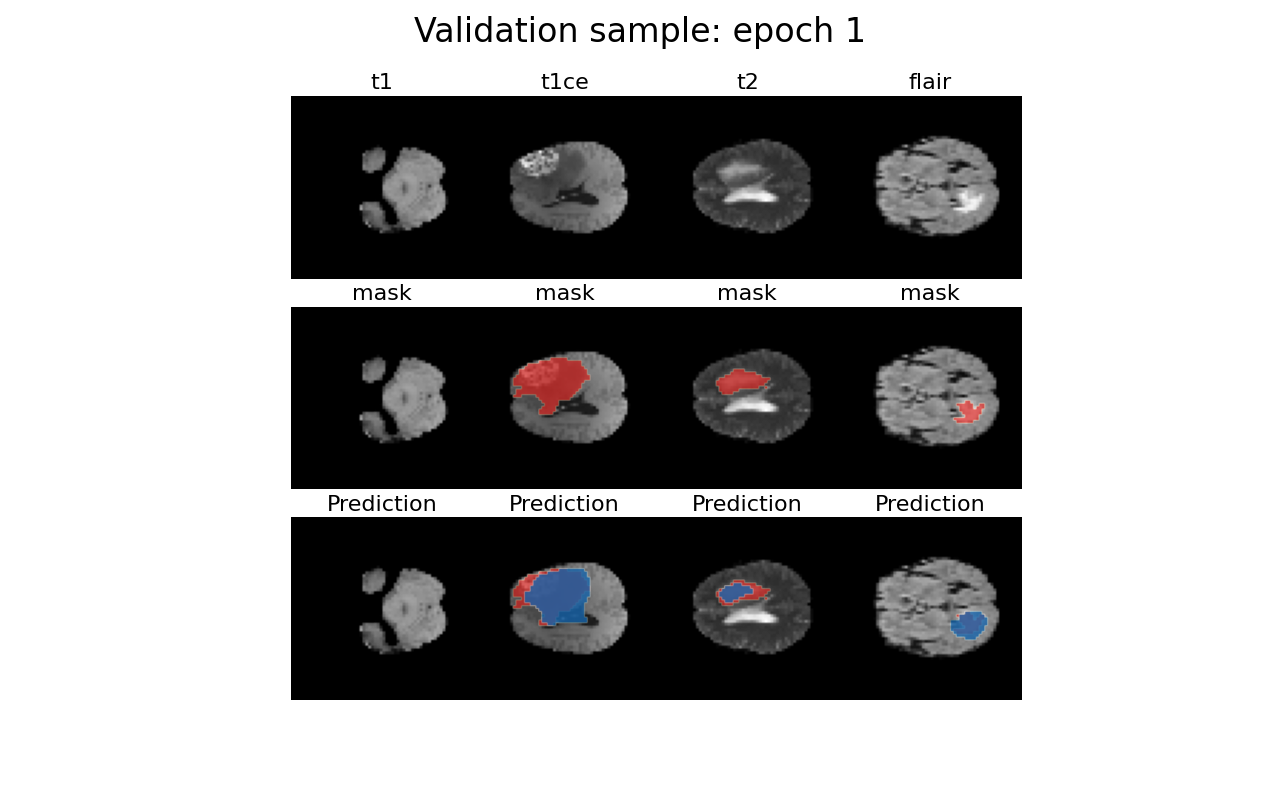 Validation sample: epoch 1
t1 t1ce t2 flair
mask mask mask mask
Prediction Prediction Prediction Prediction